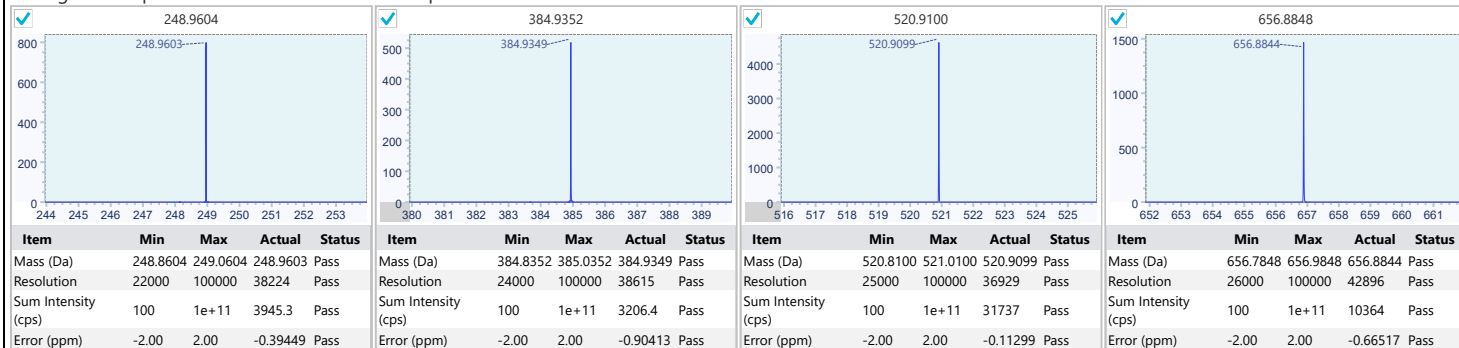 248.9604
800
600
400
200
0
248.9603
244 245 246 247 248 249 250 251 252 253
Item Min Max Actual Status
Mass (Da) 248.8604 249.0604 248.9603 Pass
Resolution 22000 100000 38224 Pass
Sum Intensity (cps) 100 1e+11 3945.3 Pass
Error (ppm) -2.00 2.00 -0.39449 Pass
384.9352
500
400
300
200
100
0
384.9349
380 381 382 383 384 385 386 387 388 389
Item Min Max Actual Status
Mass (Da) 384.8352 385.0352 384.9349 Pass
Resolution 24000 100000 38615 Pass
Sum Intensity (cps) 100 1e+11 3206.4 Pass
Error (ppm) -2.00 2.00 -0.90413 Pass
520.9100
4000
3000
2000
1000
0
520.9099
516 517 518 519 520 521 522 523 524 525
Item Min Max Actual Status
Mass (Da) 520.8100 521.0100 520.9099 Pass
Resolution 25000 100000 36929 Pass
Sum Intensity (cps) 100 1e+11 31737 Pass
Error (ppm) -2.00 2.00 -0.11299 Pass
656.8848
1500
1000
500
0
656.8844
652 653 654 655 656 657 658 659 660 661
Item Min Max Actual Status
Mass (Da) 656.7848 656.9848 656.8844 Pass
Resolution 26000 100000 42896 Pass
Sum Intensity (cps) 100 1e+11 10364 Pass
Error (ppm) -2.00 2.00 -0.66517 Pass